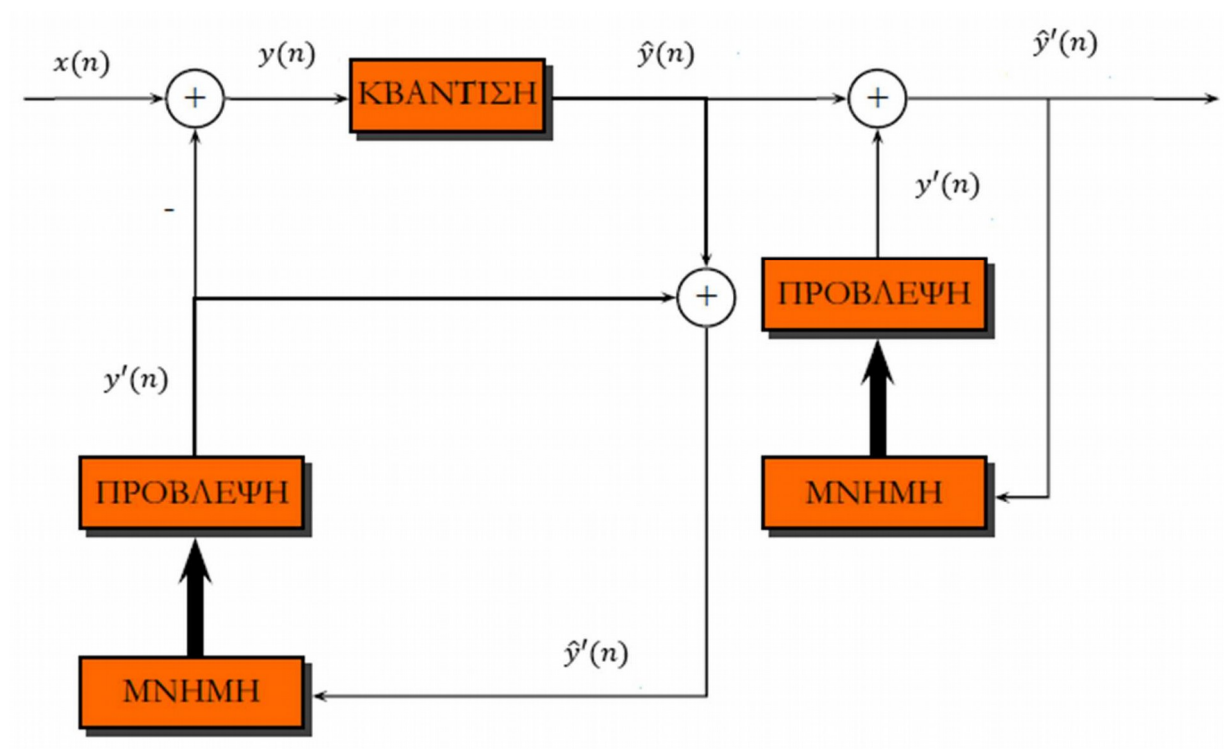 x(n)
+
y(n)
ΚΒΑΝΤΙΣΗ
ŷ(n)
+
ŷ′(n)
-
y′(n)
+
ΠΡΟΒΛΕΨΗ
y′(n)
ΠΡΟΒΛΕΨΗ
ΜΝΗΜΗ
ŷ′(n)
ΜΝΗΜΗ